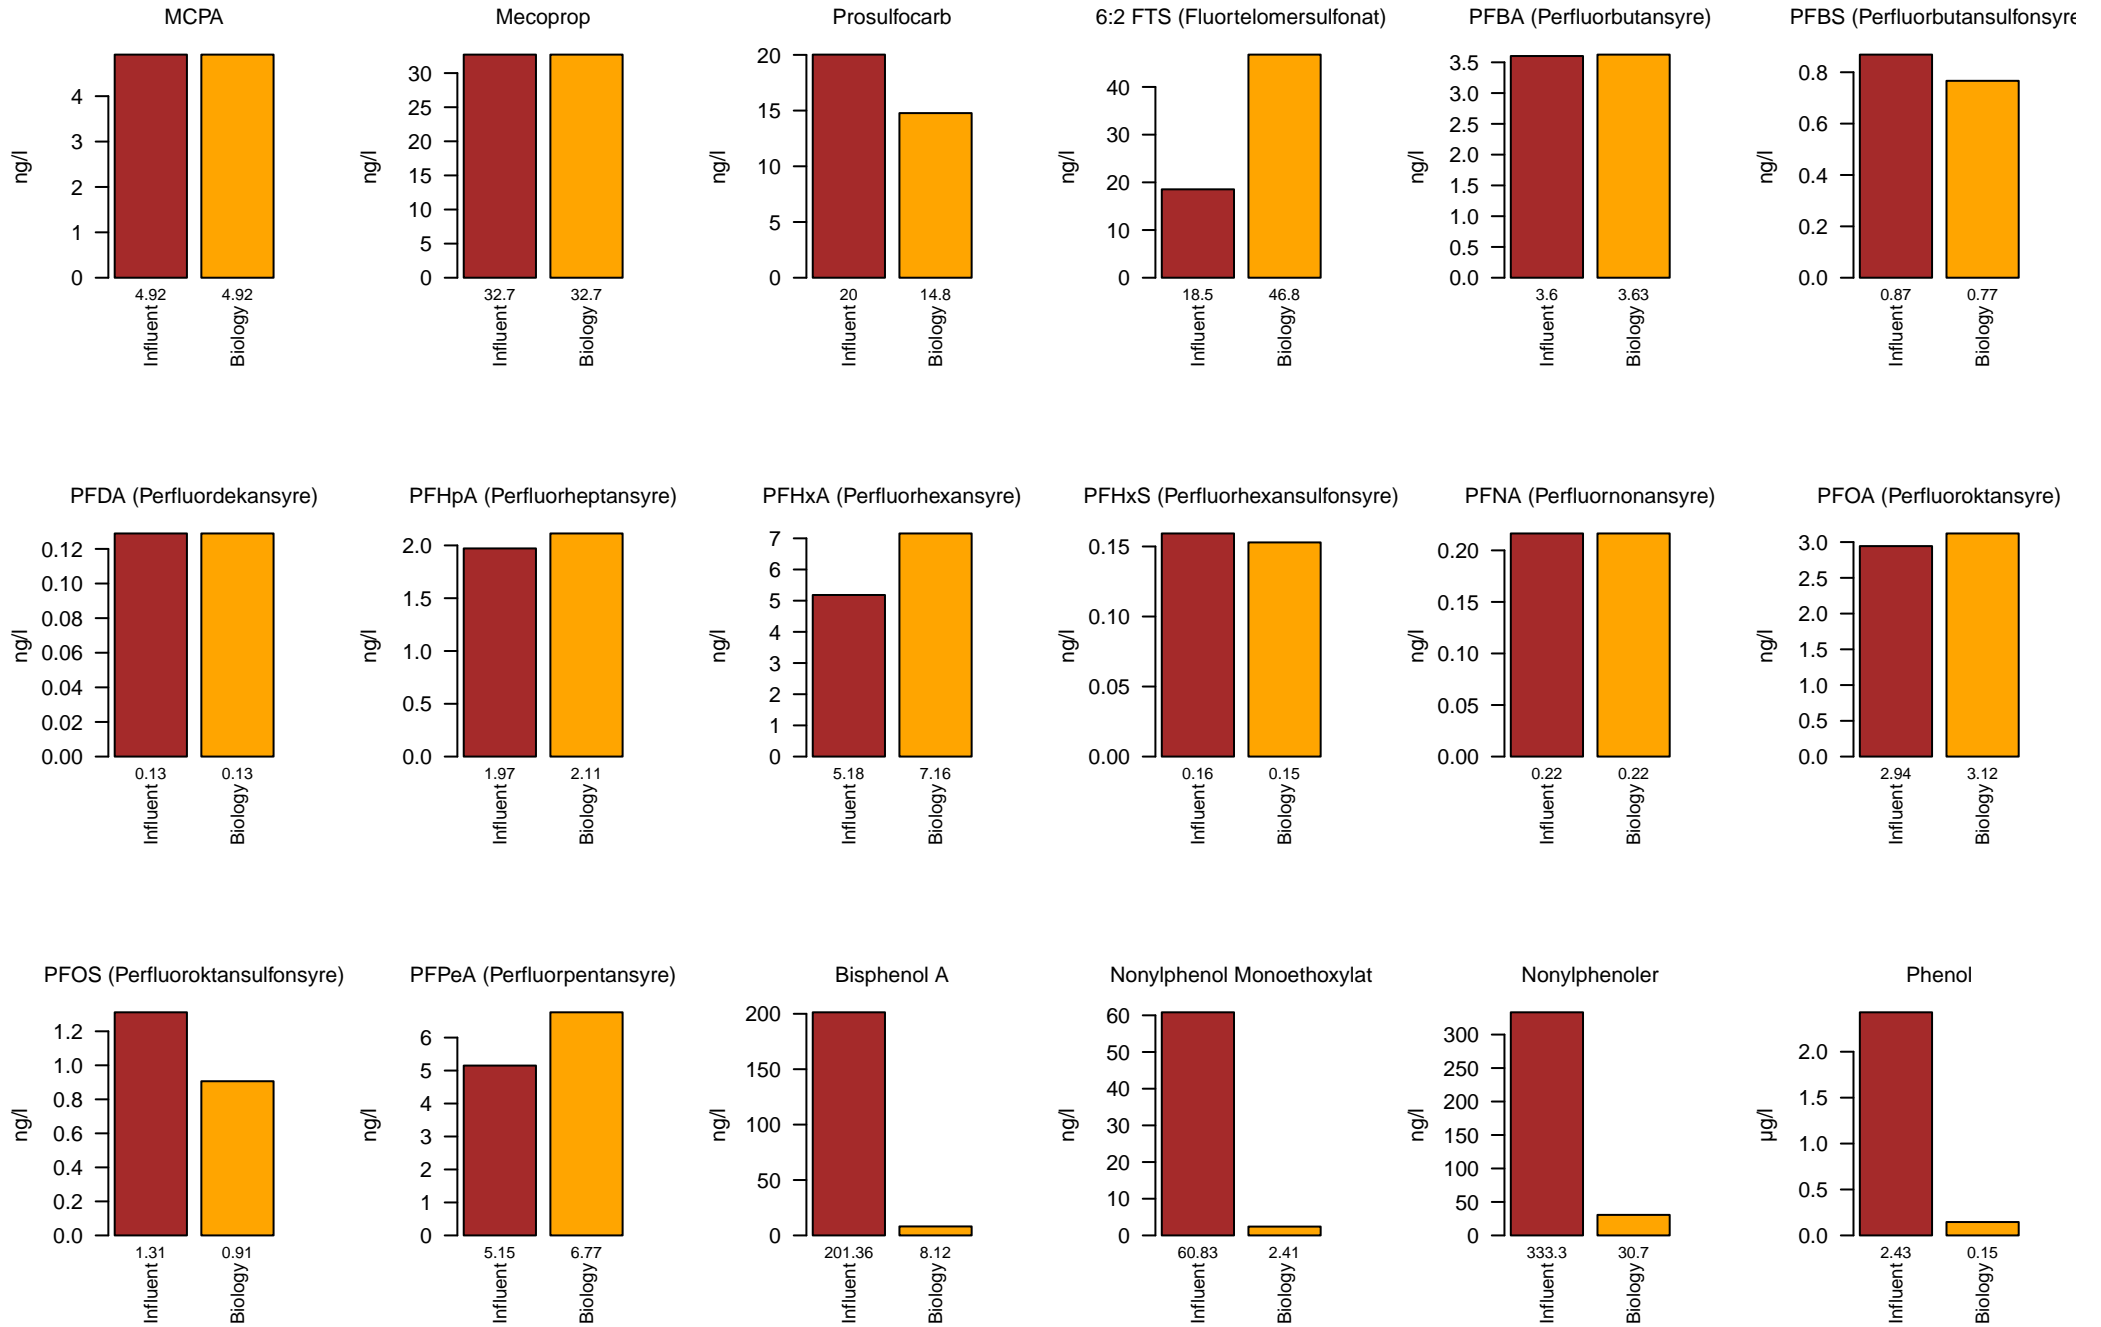 MCPA
ng/l
4
3
2
1
0
4.92
4.92
Influent
Biology
Mecoprop
ng/l
30
25
20
15
10
5
0
32.7
32.7
Influent
Biology
Prosulfocarb
ng/l
20
15
10
5
0
20
14.8
Influent
Biology
6:2 FTS (Fluortelomersulfonat)
ng/l
40
30
20
10
0
18.5
46.8
Influent
Biology
PFBA (Perfluorbutansyre)
ng/l
3.5
3.0
2.5
2.0
1.5
1.0
0.5
0.0
3.6
3.63
Influent
Biology
PFBS (Perfluorbutansulfonsyre
ng/l
0.8
0.6
0.4
0.2
0.0
0.87
0.77
Influent
Biology
PFDA (Perfluordekansyre)
ng/l
0.12
0.10
0.08
0.06
0.04
0.02
0.00
0.13
0.13
Influent
Biology
PFHpA (Perfluorheptansyre)
ng/l
2.0
1.5
1.0
0.5
0.0
1.97
2.11
Influent
Biology
PFHxA (Perfluorhexansyre)
ng/l
7
6
5
4
3
2
1
0
5.18
7.16
Influent
Biology
PFHxS (Perfluorhexansulfonsyre)
ng/l
0.15
0.10
0.05
0.00
0.16
0.15
Influent
Biology
PFNA (Perfluornonansyre)
ng/l
0.20
0.15
0.10
0.05
0.00
0.22
0.22
Influent
Biology
PFOA (Perfluoroktansyre)
ng/l
3.0
2.5
2.0
1.5
1.0
0.5
0.0
2.94
3.12
Influent
Biology
PFOS (Perfluoroktansulfonsyre)
ng/l
1.2
1.0
0.8
0.6
0.4
0.2
0.0
1.31
0.91
Influent
Biology
PFPeA (Perfluorpentansyre)
ng/l
6
5
4
3
2
1
0
5.15
6.77
Influent
Biology
Bisphenol A
ng/l
200
150
100
50
0
201.36
8.12
Influent
Biology
Nonylphenol Monoethoxylat
ng/l
60
50
40
30
20
10
0
60.83
2.41
Influent
Biology
Nonylphenoler
ng/l
300
250
200
150
100
50
0
333.3
30.7
Influent
Biology
Phenol
µg/l
2.0
1.5
1.0
0.5
0.0
2.43
0.15
Influent
Biology